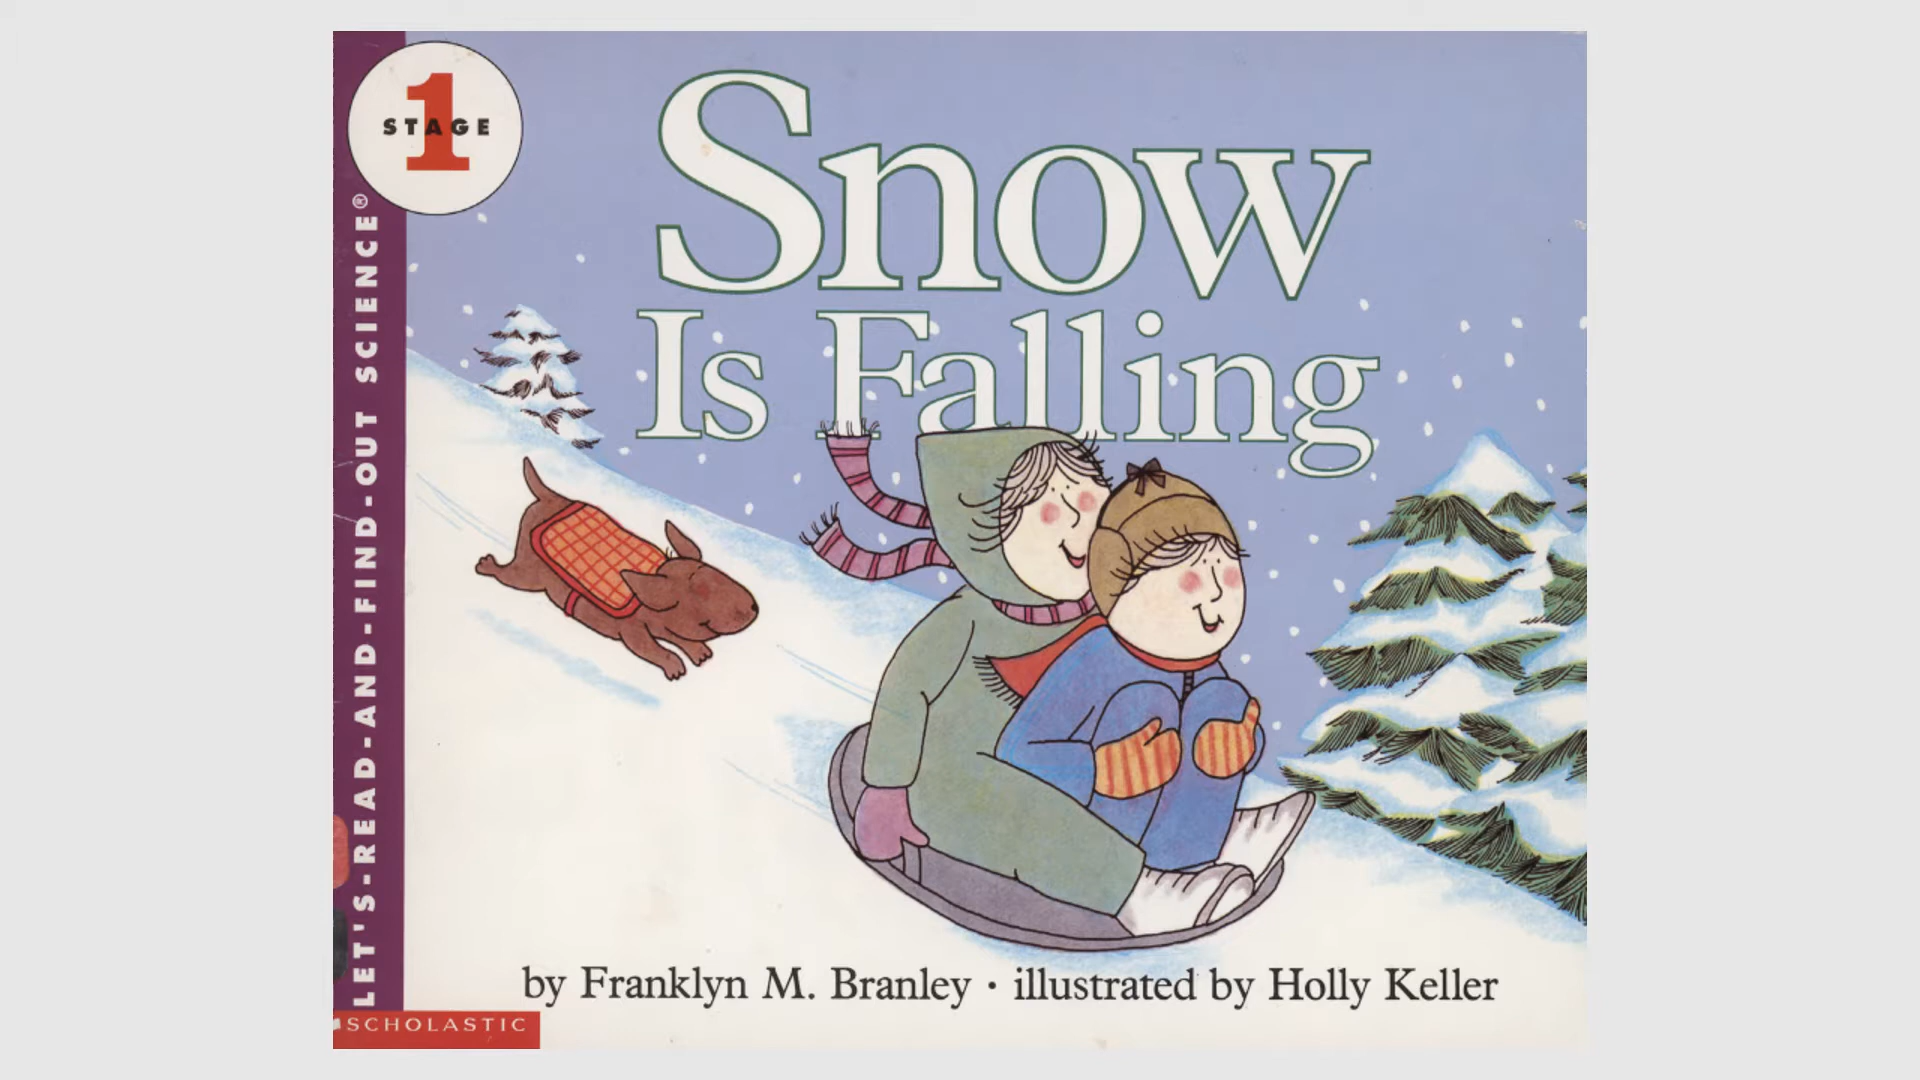 1
STAGE
LET'S-READ-AND-FIND-OUT SCIENCE®
Snow
Is Falling
by Franklyn M. Branley • illustrated by Holly Keller
SCHOLASTIC